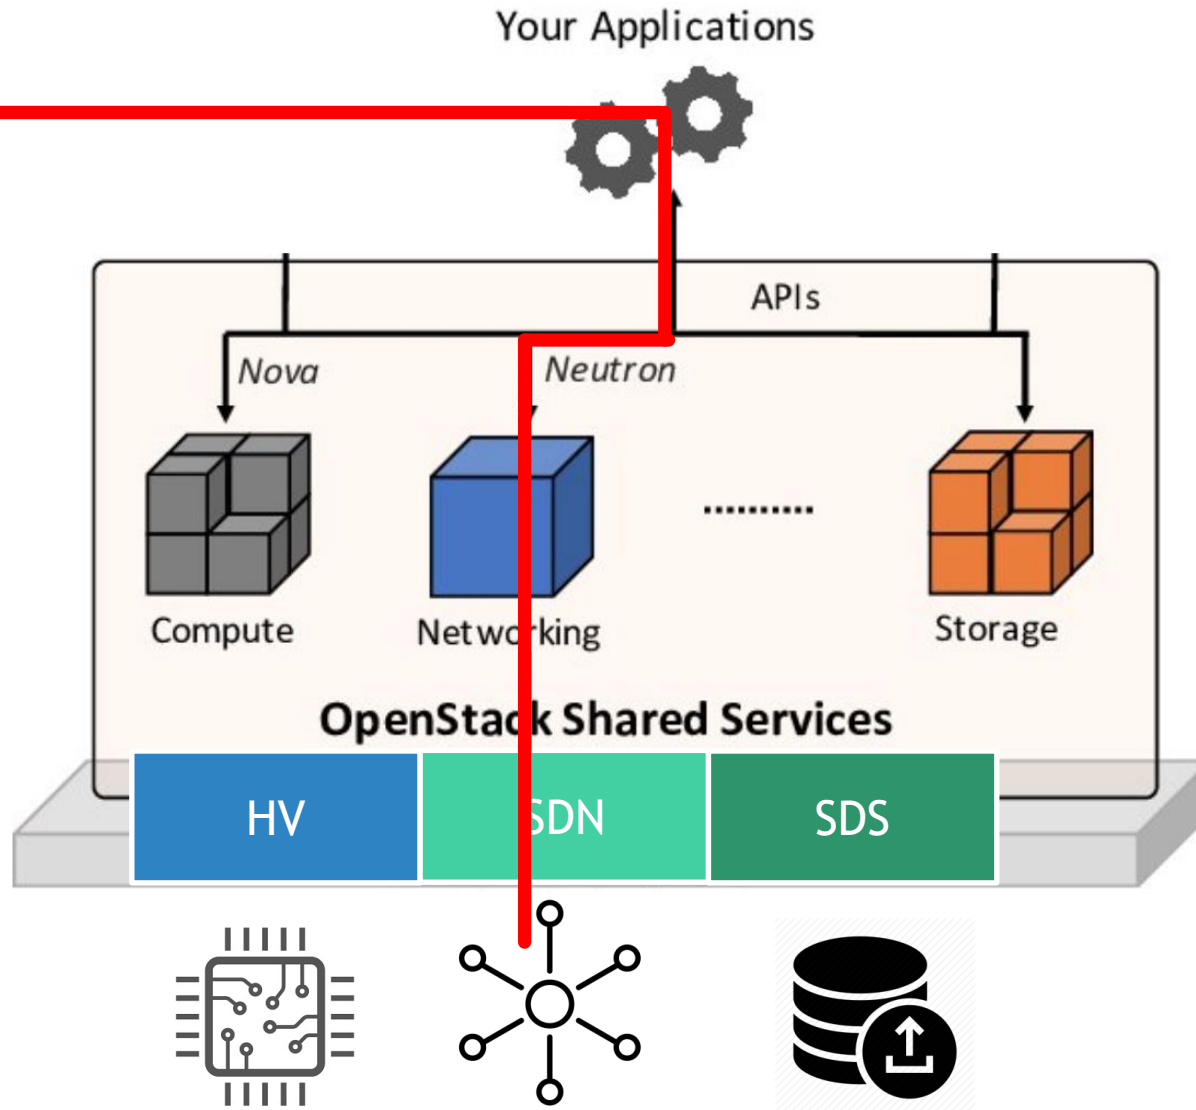 Your Applications
APIs
Nova
Neutron
..........
Compute
Networking
Storage
OpenStack Shared Services
HV
SDN
SDS